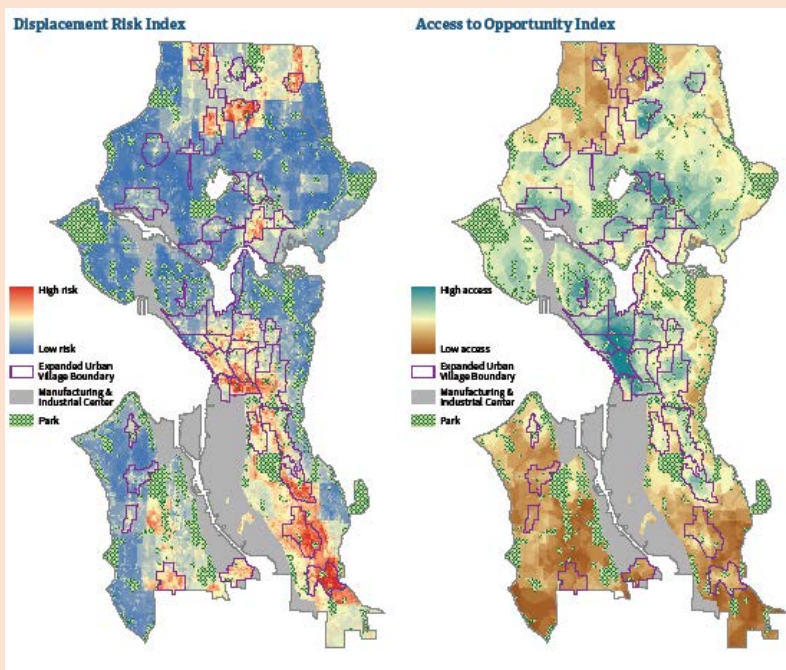 Displacement Risk Index
High risk
Low risk
Expanded Urban
Village Boundary
Manufacturing &
Industrial Center
Park
Access to Opportunity Index
High access
Low access
Expanded Urban
Village Boundary
Manufacturing &
Industrial Center
Park